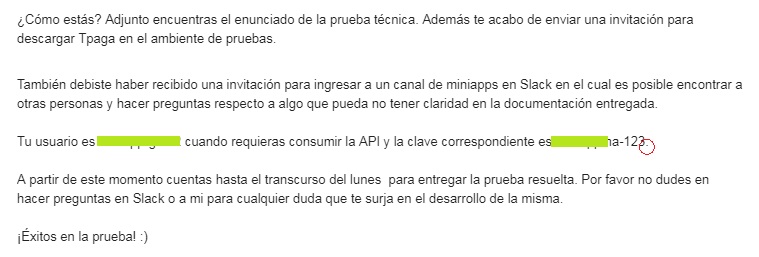 ¿Cómo estás? Adjunto encuentras el enunciado de la prueba técnica. Además te acabo de enviar una invitación para
descargar Tpaga en el ambiente de pruebas.
También debiste haber recibido una invitación para ingresar a un canal de miniapps en Slack en el cual es posible encontrar a
otras personas y hacer preguntas respecto a algo que pueda no tener claridad en la documentación entregada.
Tu usuario es cuando requieras consumir la API y la clave correspondiente es a-123.
A partir de este momento cuentas hasta el transcurso del lunes para entregar la prueba resuelta. Por favor no dudes en
hacer preguntas en Slack o a mi para cualquier duda que te surja en el desarrollo de la misma.
¡Éxitos en la prueba! :)